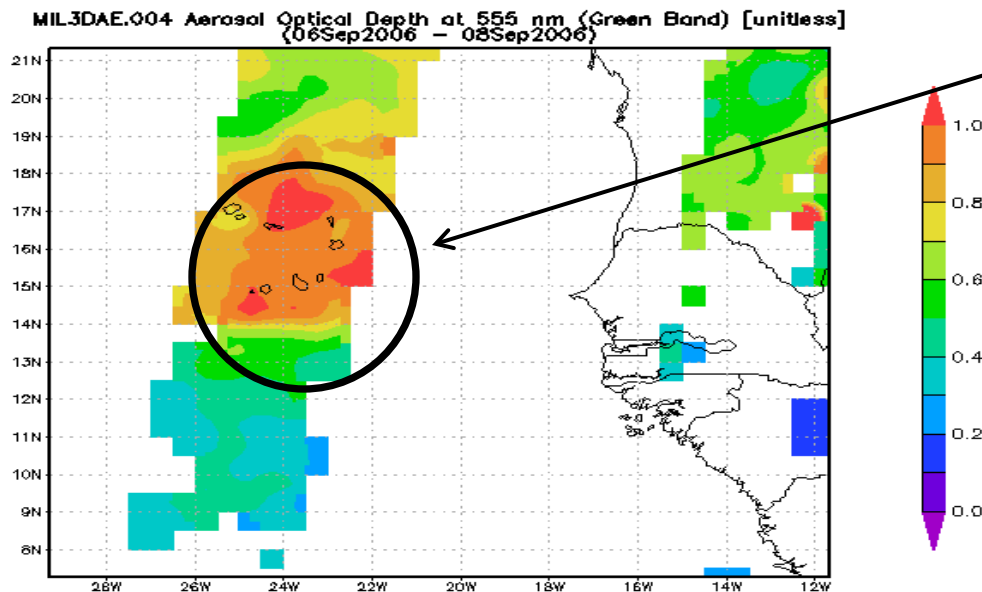 MIL3DAE.004 Aerosol Optical Depth at 555 nm (Green Band) [unitless]
(06Sep2006 - 08Sep2006)
21N
20N
19N
18N
17N
16N
15N
14N
13N
12N
11N
10N
9N
8N
28W 26W 24W 22W 20W 18W 16W 14W 12W
1.0
0.8
0.6
0.4
0.2
0.0